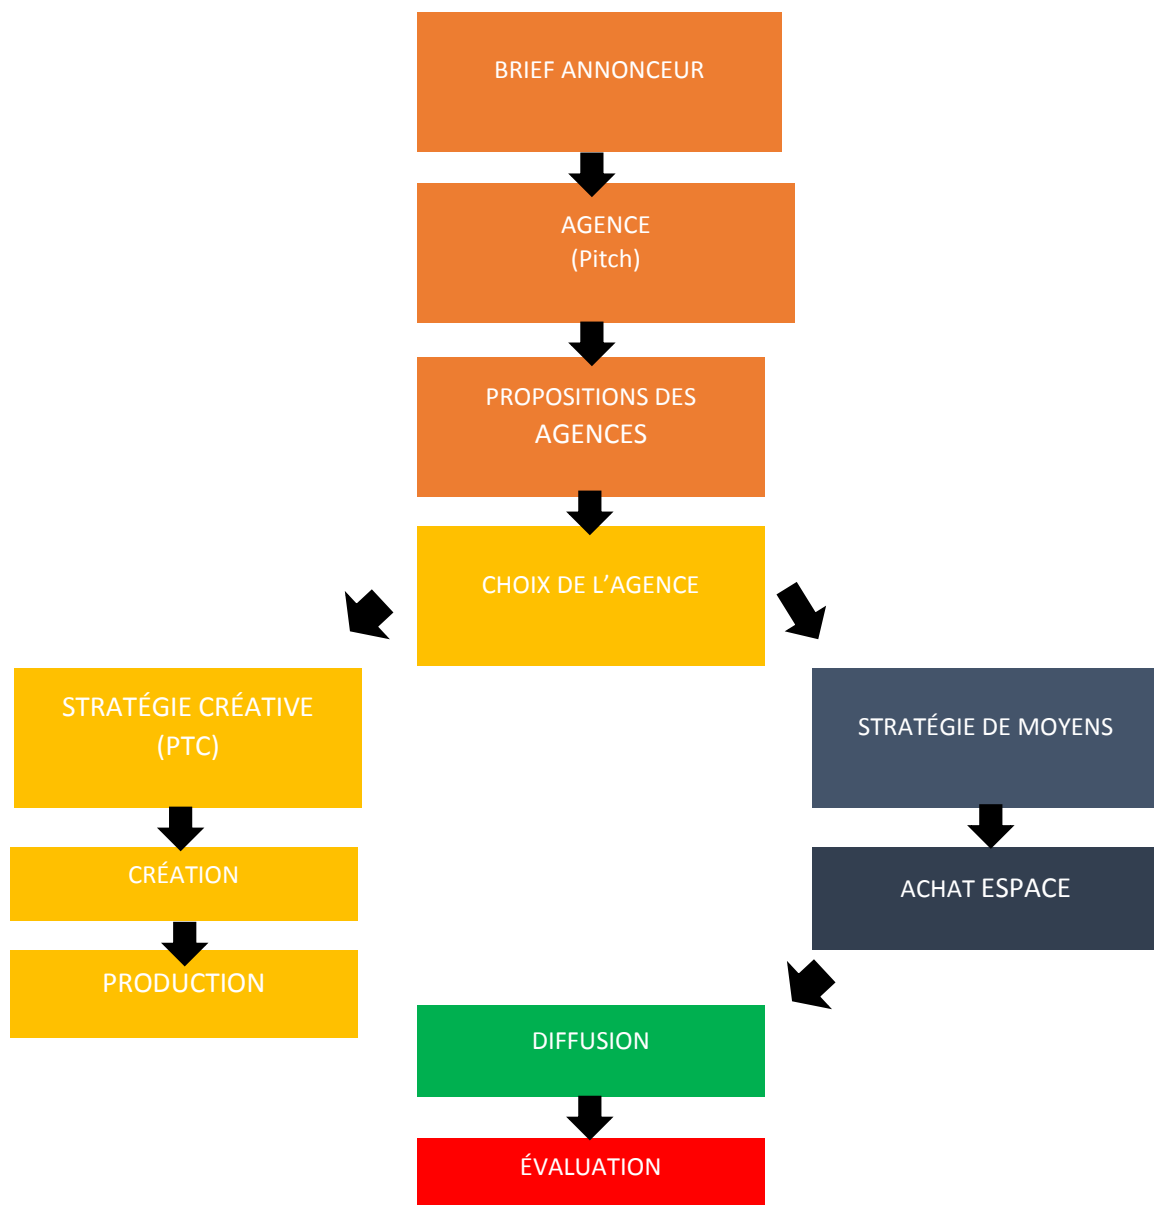 BRIEF ANNONCEUR
AGENCE
(Pitch)
PROPOSITIONS DES
AGENCES
CHOIX DE L’AGENCE
STRATÉGIE CRÉATIVE
(PTC)
STRATÉGIE DE MOYENS
CRÉATION
ACHAT ESPACE
PRODUCTION
DIFFUSION
ÉVALUATION